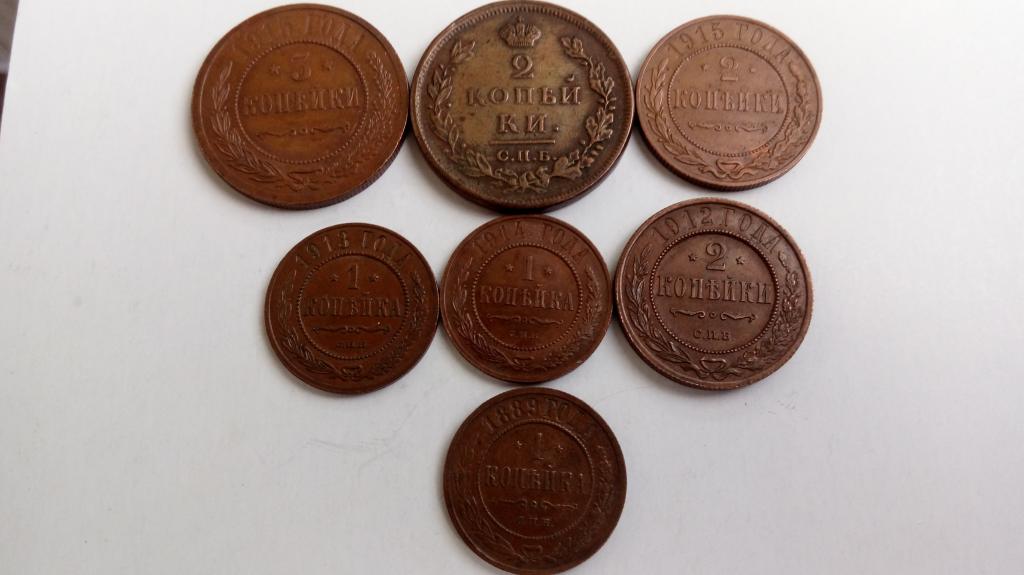 1915 ГОДА
3
КОПѢЙКИ
2
КОПѢЙ
КИ.
С.П.Б.
1915 ГОДА
2
КОПѢЙКИ
1913 ГОДА
1
КОПѢЙКА
С.П.Б.
1914 ГОДА
1
КОПѢЙКА
С.П.Б.
1912 ГОДА
2
КОПѢЙКИ
С.П.Б
1889 ГОДА
1
КОПѢЙКА
С.П.Б.